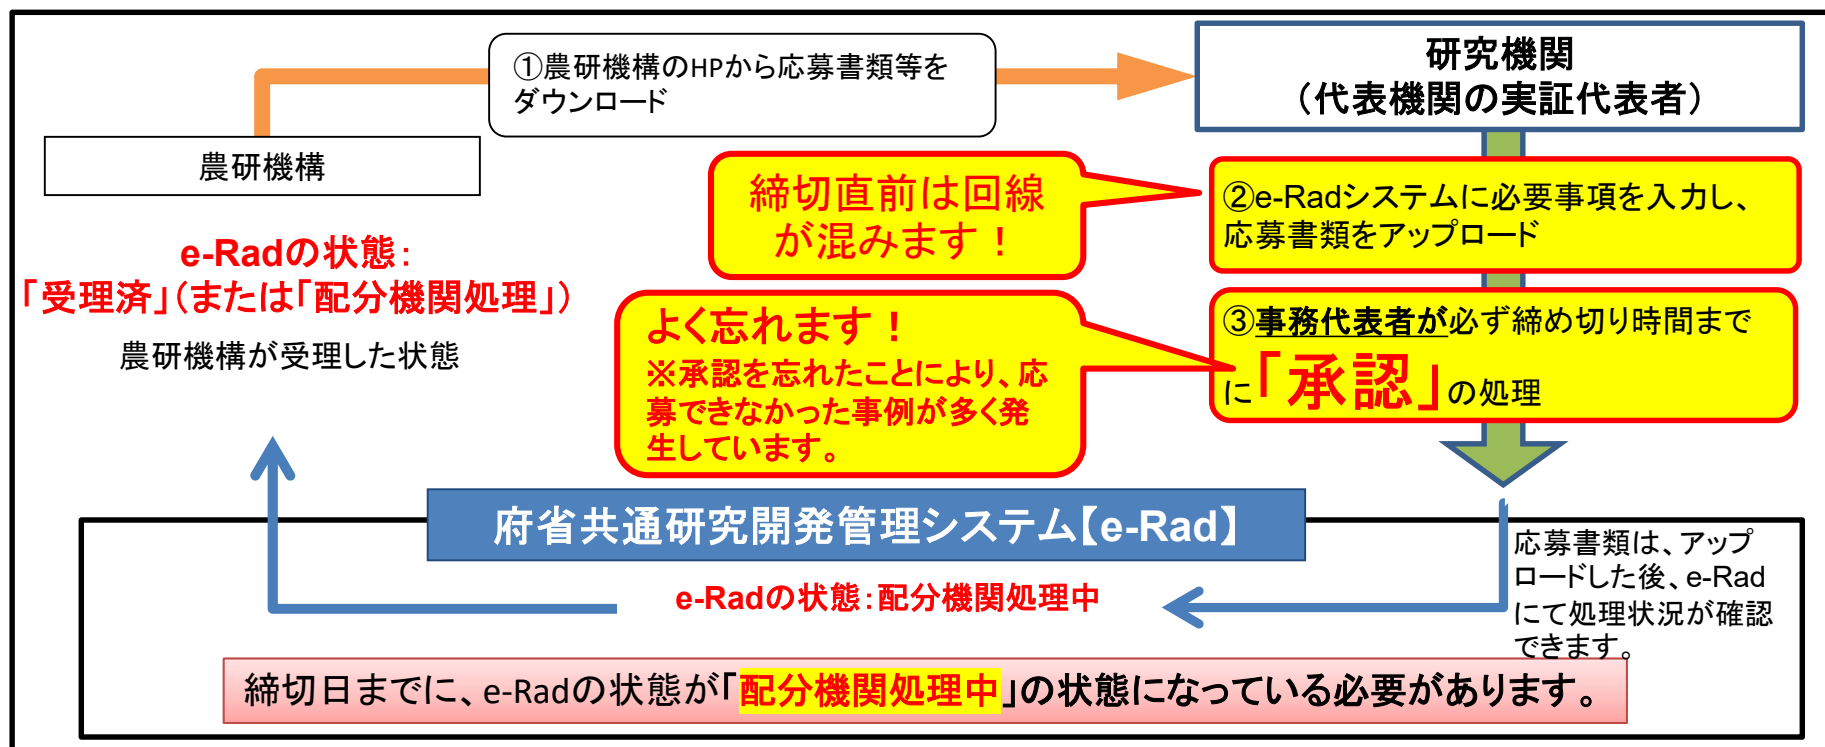 ①農研機構のHPから応募書類等を
ダウンロード
研究機関
（代表機関の実証代表者）
農研機構
締切直前は回線
が混みます！
②e-Radシステムに必要事項を入力し、
応募書類をアップロード
e-Radの状態：
「受理済」（または「配分機関処理」）
農研機構が受理した状態
よく忘れます！
※承認を忘れたことにより、応
募できなかった事例が多く発
生しています。
③事務代表者が必ず締め切り時間まで
に「承認」の処理
府省共通研究開発管理システム【e-Rad】
e-Radの状態：配分機関処理中
応募書類は、アップ
ロードした後、e-Rad
にて処理状況が確認
できます。
締切日までに、e-Radの状態が「配分機関処理中」の状態になっている必要があります。